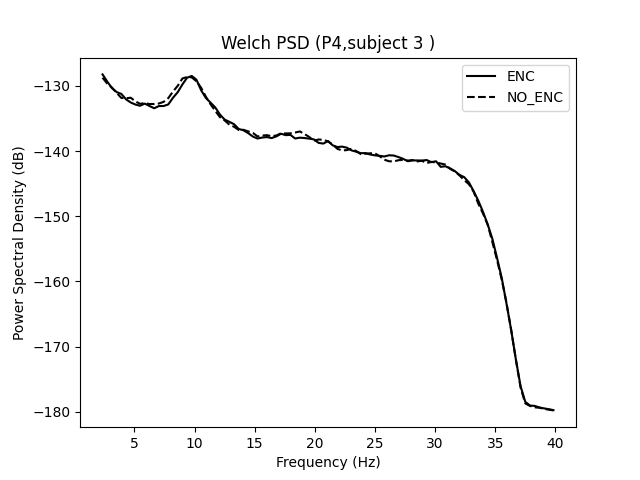 Welch PSD (P4,subject 3 )
ENC
NO_ENC
Power Spectral Density (dB)
−130
−140
−150
−160
−170
−180
5 10 15 20 25 30 35 40
Frequency (Hz)